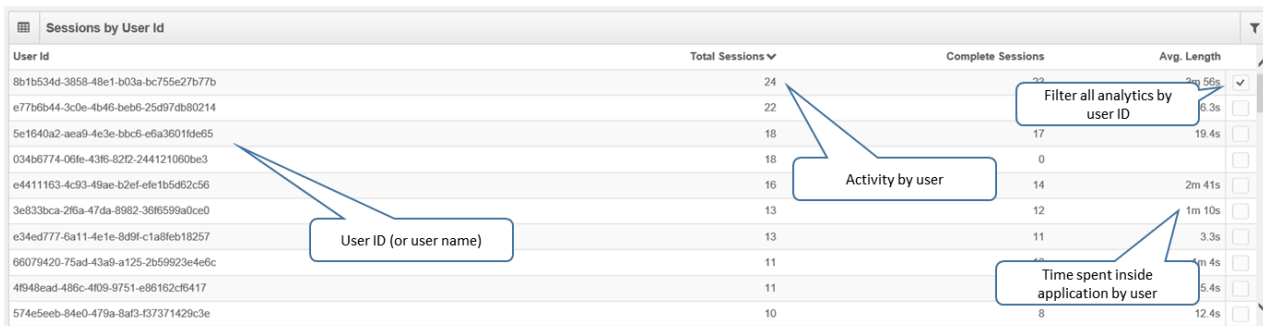 Sessions by User Id
User Id Total Sessions Complete Sessions Avg. Length
8b1b534d-3858-48e1-b03a-bc755e27b77b 24 3m 56s
e77b6b44-3c0e-4b46-beb6-25d97db80214 22
5e1640a2-aea9-4e3e-bbc6-e6a3601fde65 18 17 19.4s
034b6774-06fe-43f6-82f2-244121060be3 18 0
e4411163-4c93-49ae-b2ef-efe1b5d62c56 16 14 2m 41s
3e833bca-2f6a-47da-8982-36f6599a0ce0 13 12 1m 10s
e34ed777-6a11-4e1e-8d9f-c1a8feb18257 13 11 3.3s
66079420-75ad-43a9-a125-2b59923e4e6c 11
4f948ead-486c-4f09-9751-e86162cf6417 11
574e5eeb-84e0-479a-8af3-f37371429c3e 10 8 12.4s
Filter all analytics by
user ID
Activity by user
User ID (or user name)
Time spent inside
application by user